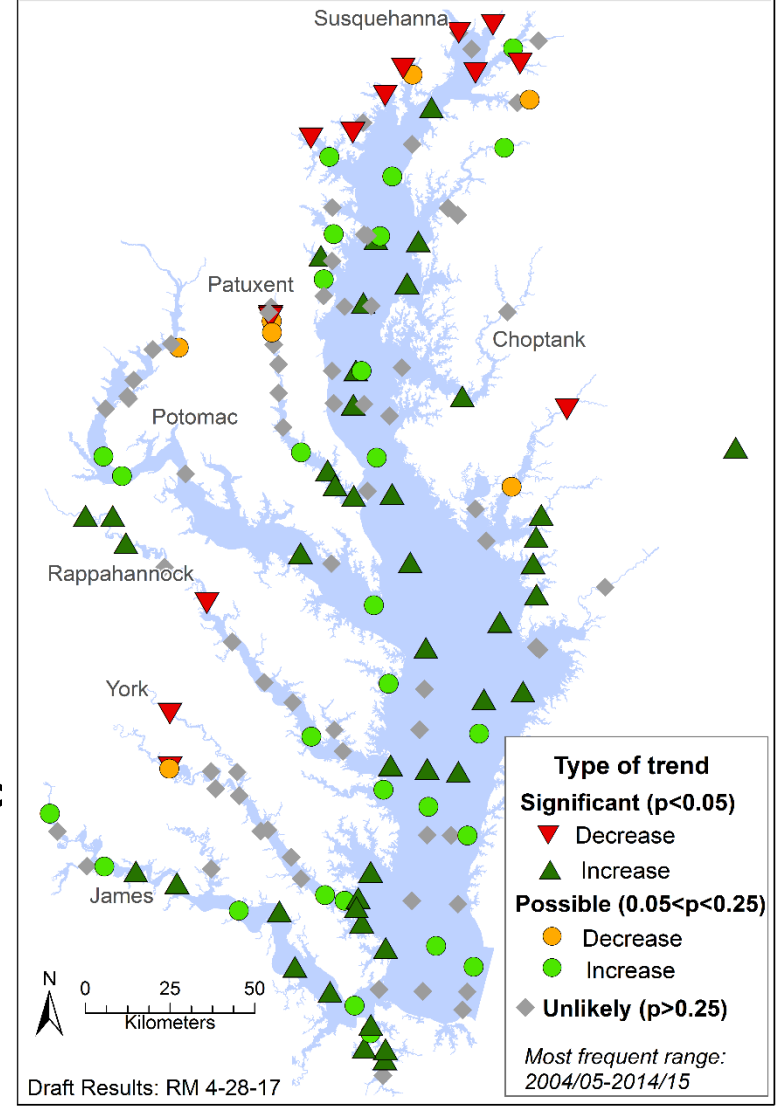 Susquehanna
Patuxent
Choptank
Potomac
Rappahannock
York
James
N
0 25 50
Kilometers
Draft Results: RM 4-28-17
Type of trend
Significant (p<0.05)
Decrease
Increase
Possible (0.05<p<0.25)
Decrease
Increase
Unlikely (p>0.25)
Most frequent range:
2004/05-2014/15